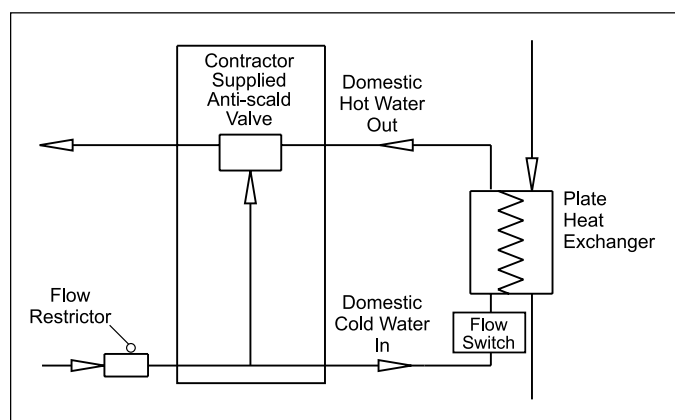 Contractor
Supplied
Anti-scald
Valve
Domestic
Hot Water
Out
Plate
Heat
Exchanger
Flow
Restrictor
Domestic
Cold Water
In
Flow
Switch